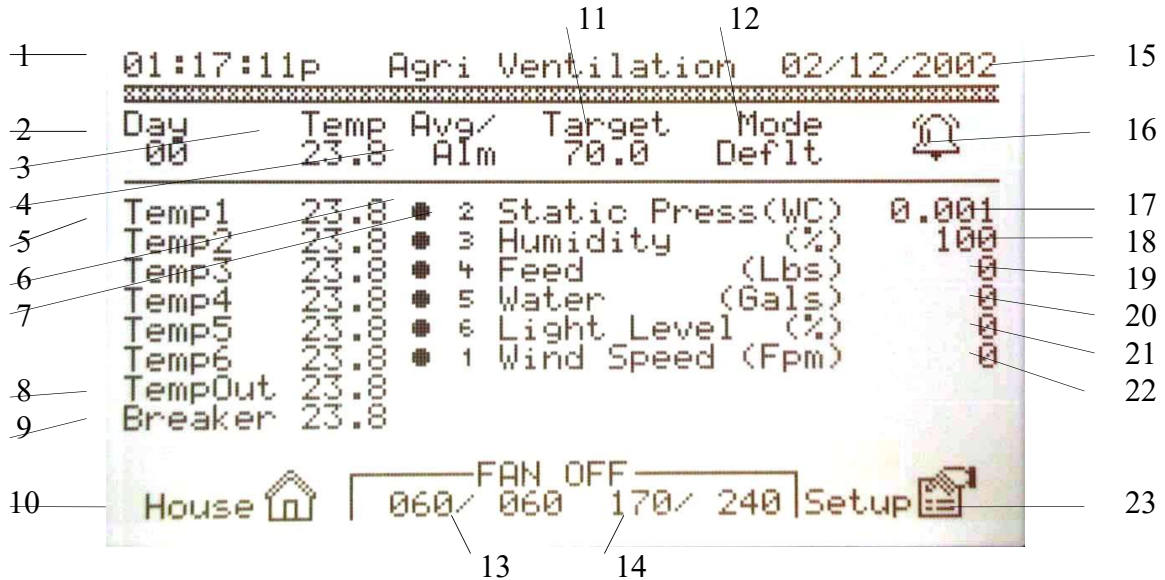 11 12
1 01:17:11p Agri Ventilation 02/12/2002 15
2 Day Temp Avg/ Target Mode 16
3 00 23.8 Alm 70.0 Deflt
4
5 Temp1 23.8 ● 2 Static Press(WC) 0.001 17
6 Temp2 23.8 ● 3 Humidity (%) 100 18
7 Temp3 23.8 ● 4 Feed (Lbs) 0 19
Temp4 23.8 ● 5 Water (Gals) 0 20
Temp5 23.8 ● 6 Light Level (%) 0 21
Temp6 23.8 ● 1 Wind Speed (Fpm) 0 22
8 TempOut 23.8
9 Breaker 23.8
FAN OFF
10 House 060/ 060 170/ 240 Setup 23
13 14